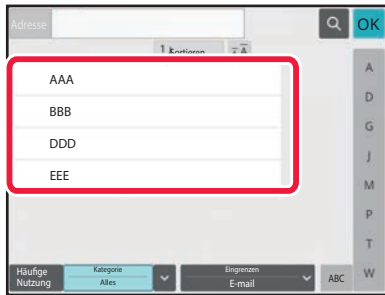 Adresse
OK
Sortieren
AAA
BBB
DDD
EEE
A
D
G
J
M
P
T
W
Häufige
Nutzung
Kategorie
Alles
Eingrenzen
E-mail
ABC